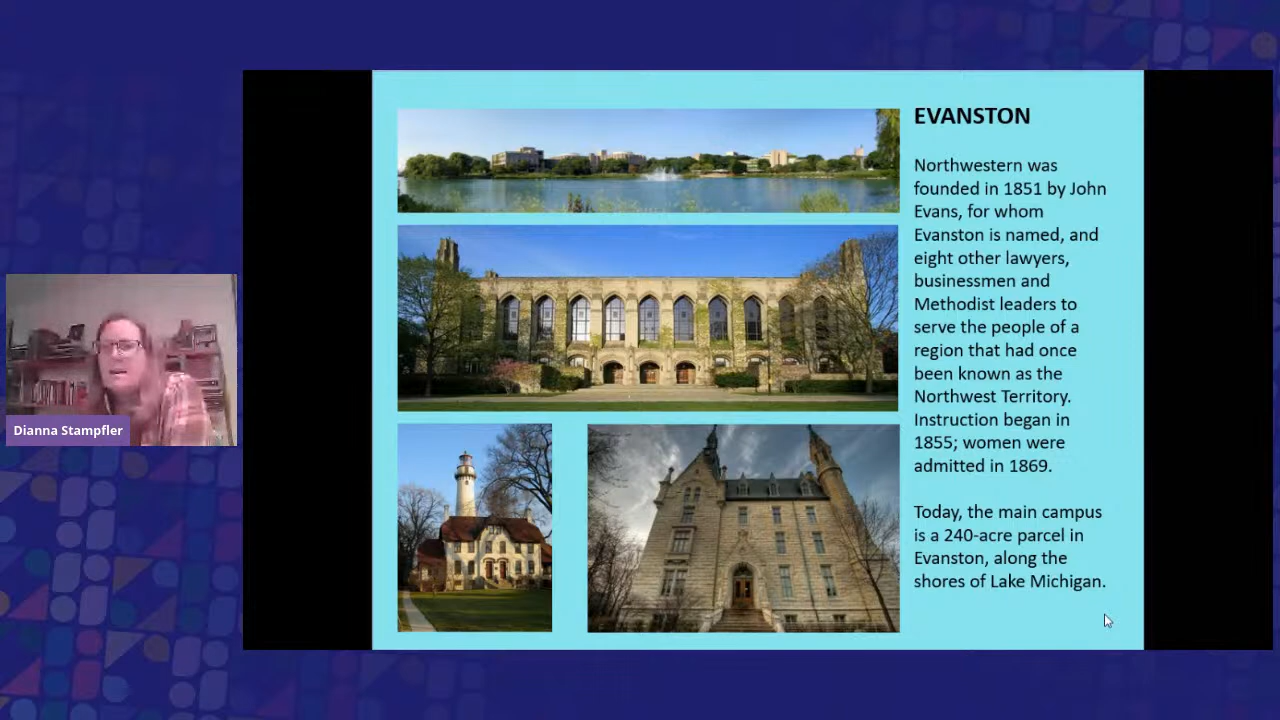 EVANSTON
Northwestern was
founded in 1851 by John
Evans, for whom
Evanston is named, and
eight other lawyers,
businessmen and
Methodist leaders to
serve the people of a
region that had once
been known as the
Northwest Territory.
Instruction began in
1855; women were
admitted in 1869.
Today, the main campus
is a 240-acre parcel in
Evanston, along the
shores of Lake Michigan.
Dianna Stampfler